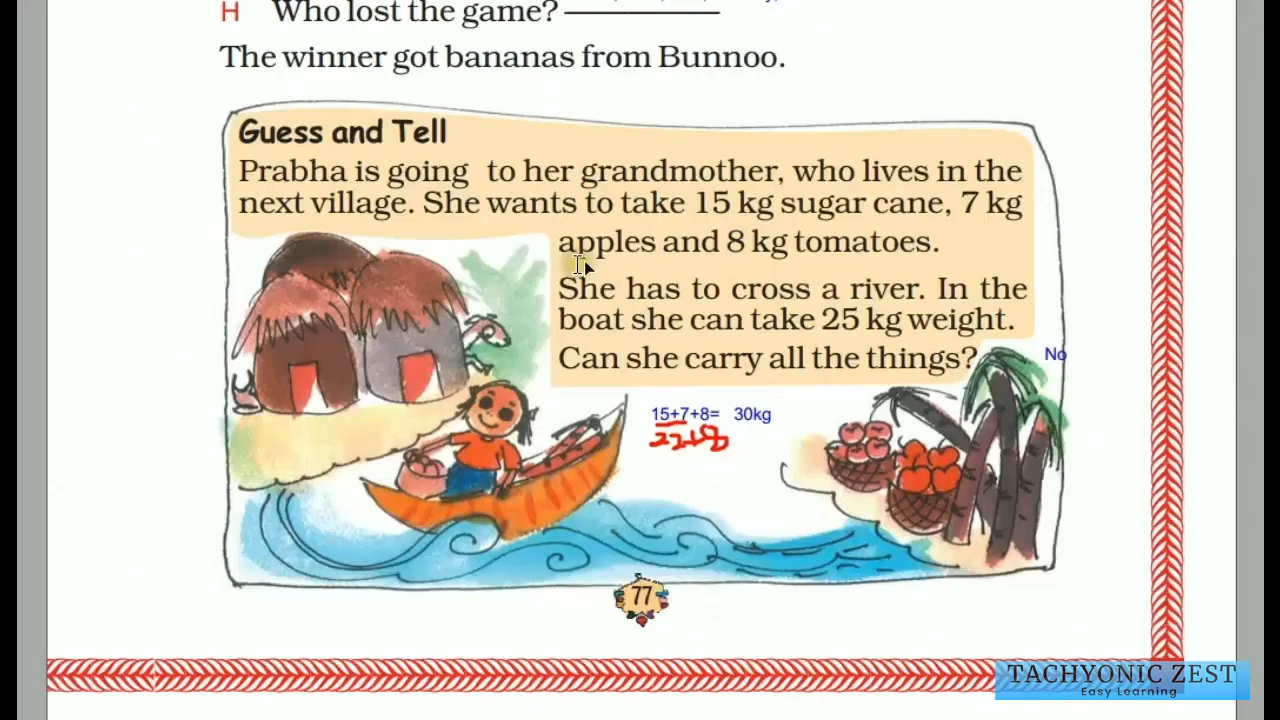 H Who lost the game?
The winner got bananas from Bunnoo.
Guess and Tell
Prabha is going to her grandmother, who lives in the
next village. She wants to take 15 kg sugar cane, 7 kg
apples and 8 kg tomatoes.
She has to cross a river. In the
boat she can take 25 kg weight.
Can she carry all the things?
No
15+7+8= 30kg
22+8
77
TACHYONIC ZEST
Easy Learning